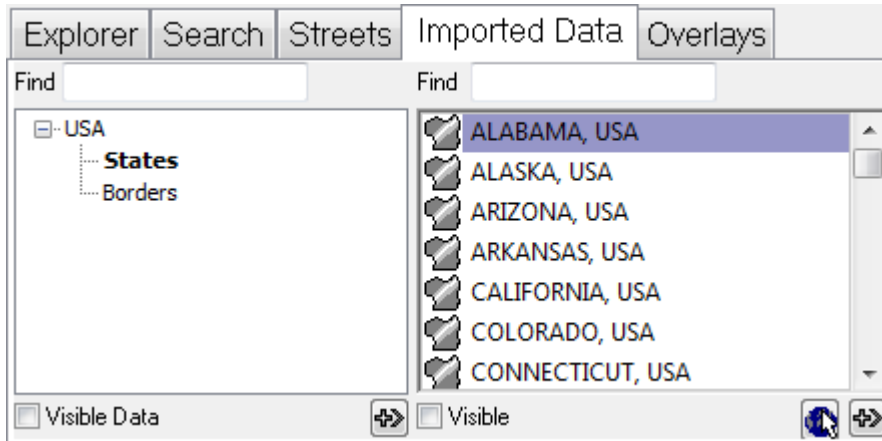 Explorer Search Streets Imported Data Overlays
Find
USA
States
Borders
Visible Data
Find
ALABAMA, USA
ALASKA, USA
ARIZONA, USA
ARKANSAS, USA
CALIFORNIA, USA
COLORADO, USA
CONNECTICUT, USA
Visible